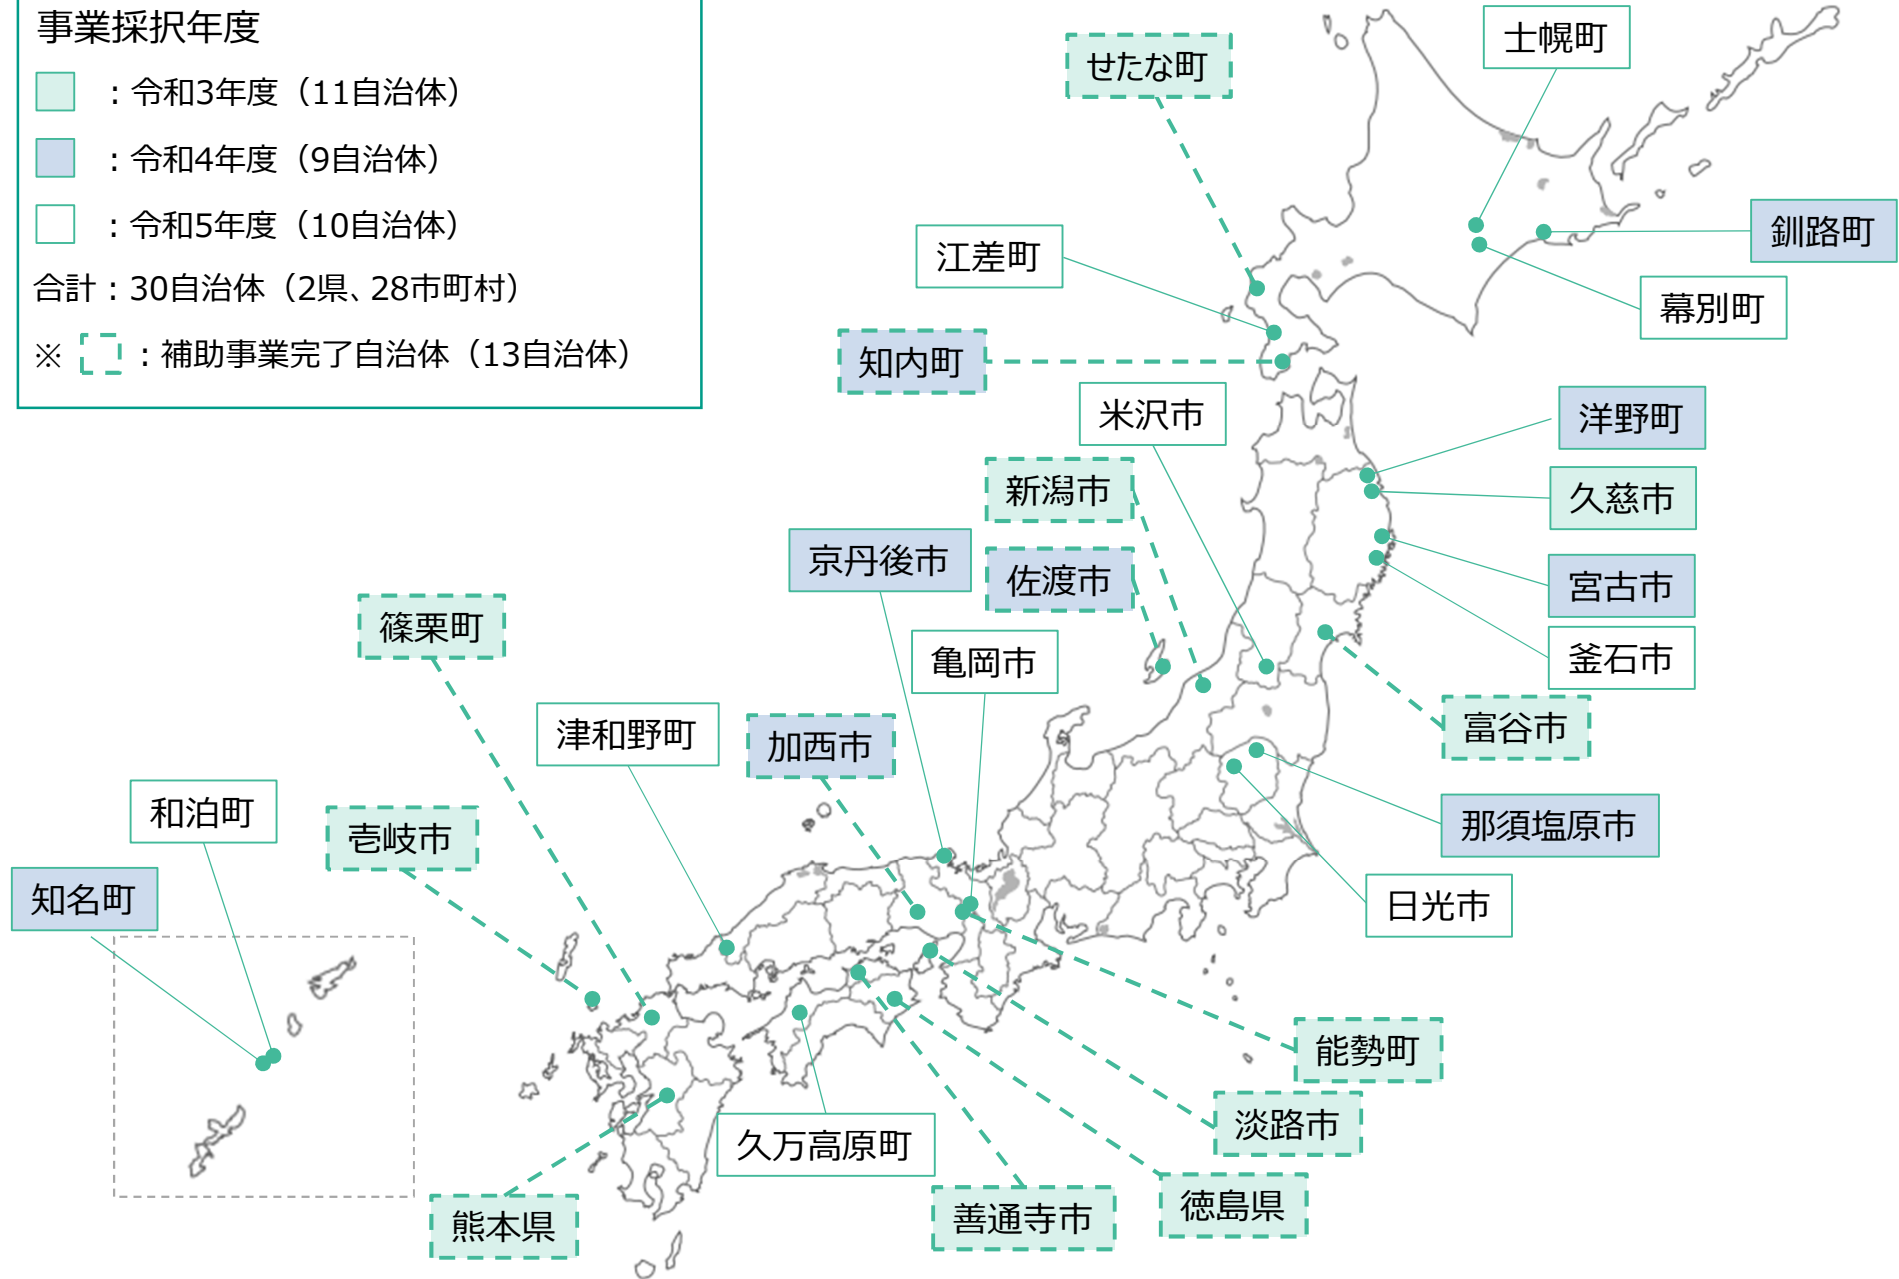 事業採択年度
：令和3年度（11自治体）
：令和4年度（9自治体）
：令和5年度（10自治体）
合計：30自治体（2県、28市町村）
※ ：補助事業完了自治体（13自治体）
士幌町
せたな町
釧路町
江差町
幕別町
知内町
米沢市
洋野町
新潟市
久慈市
京丹後市
佐渡市
宮古市
篠栗町
亀岡市
釜石市
津和野町
加西市
富谷市
和泊町
壱岐市
那須塩原市
知名町
日光市
能勢町
淡路市
久万高原町
善通寺市
徳島県
熊本県